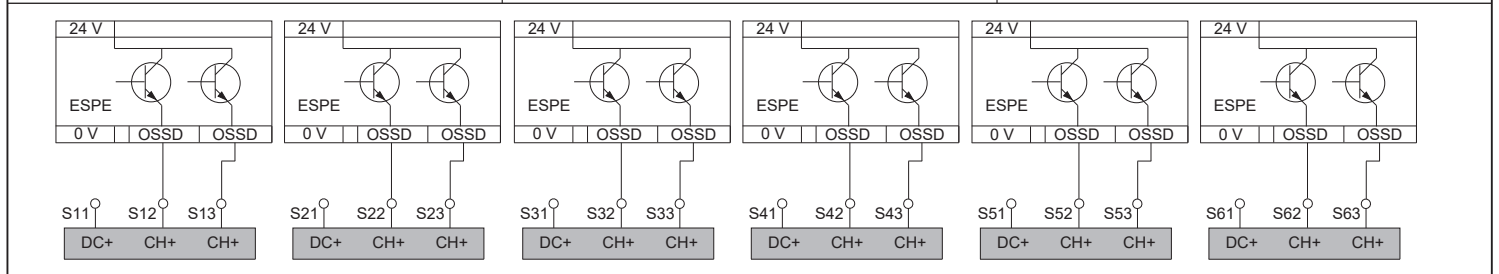 24 V 24 V 24 V 24 V 24 V 24 V
ESPE ESPE ESPE ESPE ESPE ESPE
0 V OSSD OSSD 0 V OSSD OSSD 0 V OSSD OSSD 0 V OSSD OSSD 0 V OSSD OSSD 0 V OSSD OSSD
S11 S12 S13 S21 S22 S23 S31 S32 S33 S41 S42 S43 S51 S52 S53 S61 S62 S63
DC+ CH+ CH+ DC+ CH+ CH+ DC+ CH+ CH+ DC+ CH+ CH+ DC+ CH+ CH+ DC+ CH+ CH+